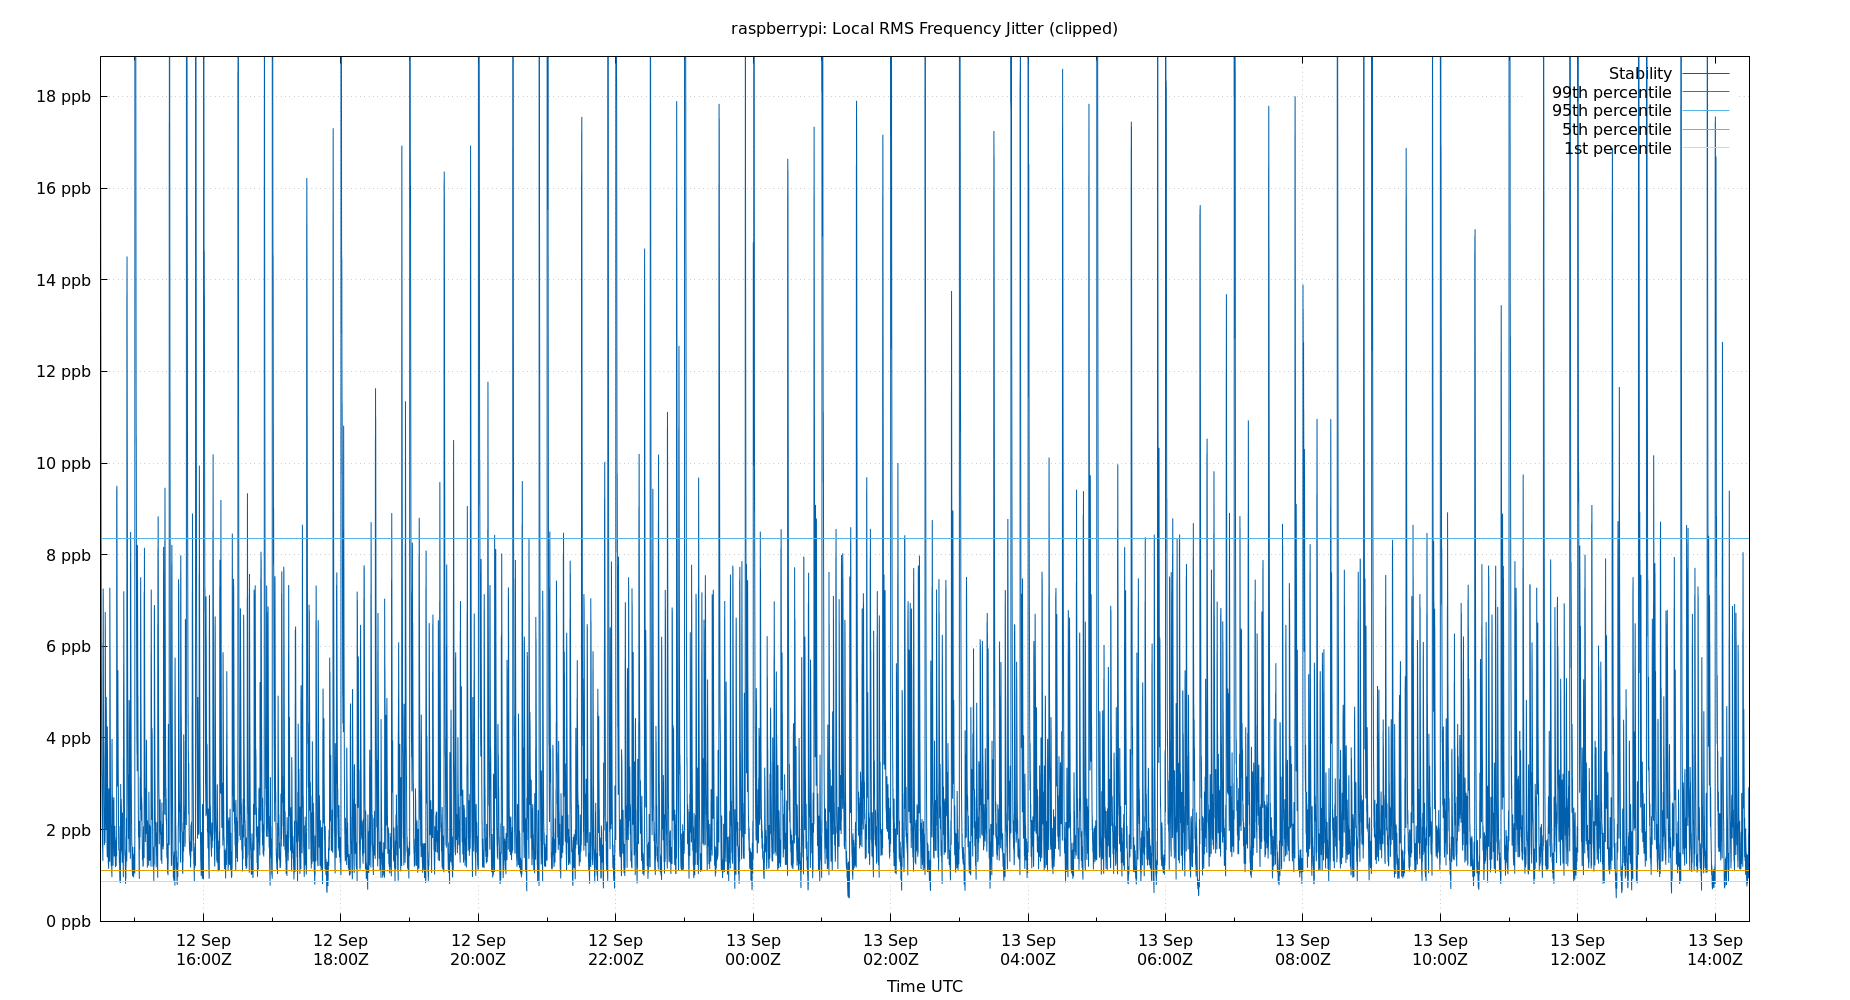 raspberrypi: Local RMS Frequency Jitter (clipped)
18 ppb
16 ppb
14 ppb
12 ppb
10 ppb
8 ppb
6 ppb
4 ppb
2 ppb
0 ppb
Stability
99th percentile
95th percentile
5th percentile
1st percentile
12 Sep 12 Sep 12 Sep 12 Sep 13 Sep 13 Sep 13 Sep 13 Sep 13 Sep 13 Sep 13 Sep 13 Sep
16:00Z 18:00Z 20:00Z 22:00Z 00:00Z 02:00Z 04:00Z 06:00Z 08:00Z 10:00Z 12:00Z 14:00Z
Time UTC